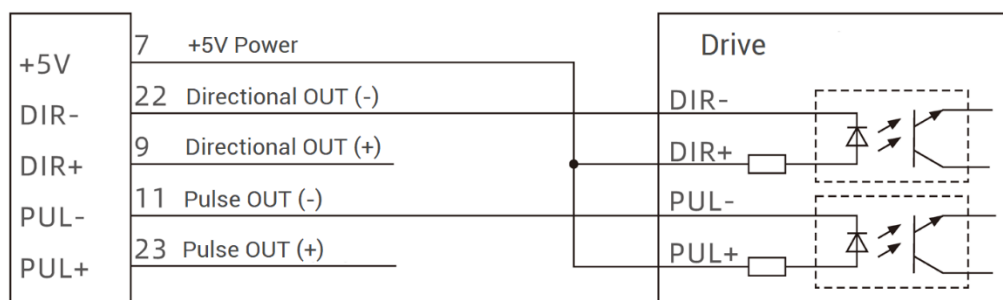 7 +5V Power
+5V
Drive
22 Directional OUT (-)
DIR-
DIR-
9 Directional OUT (+)
DIR+
DIR+
11 Pulse OUT (-)
PUL-
PUL-
23 Pulse OUT (+)
PUL+
PUL+